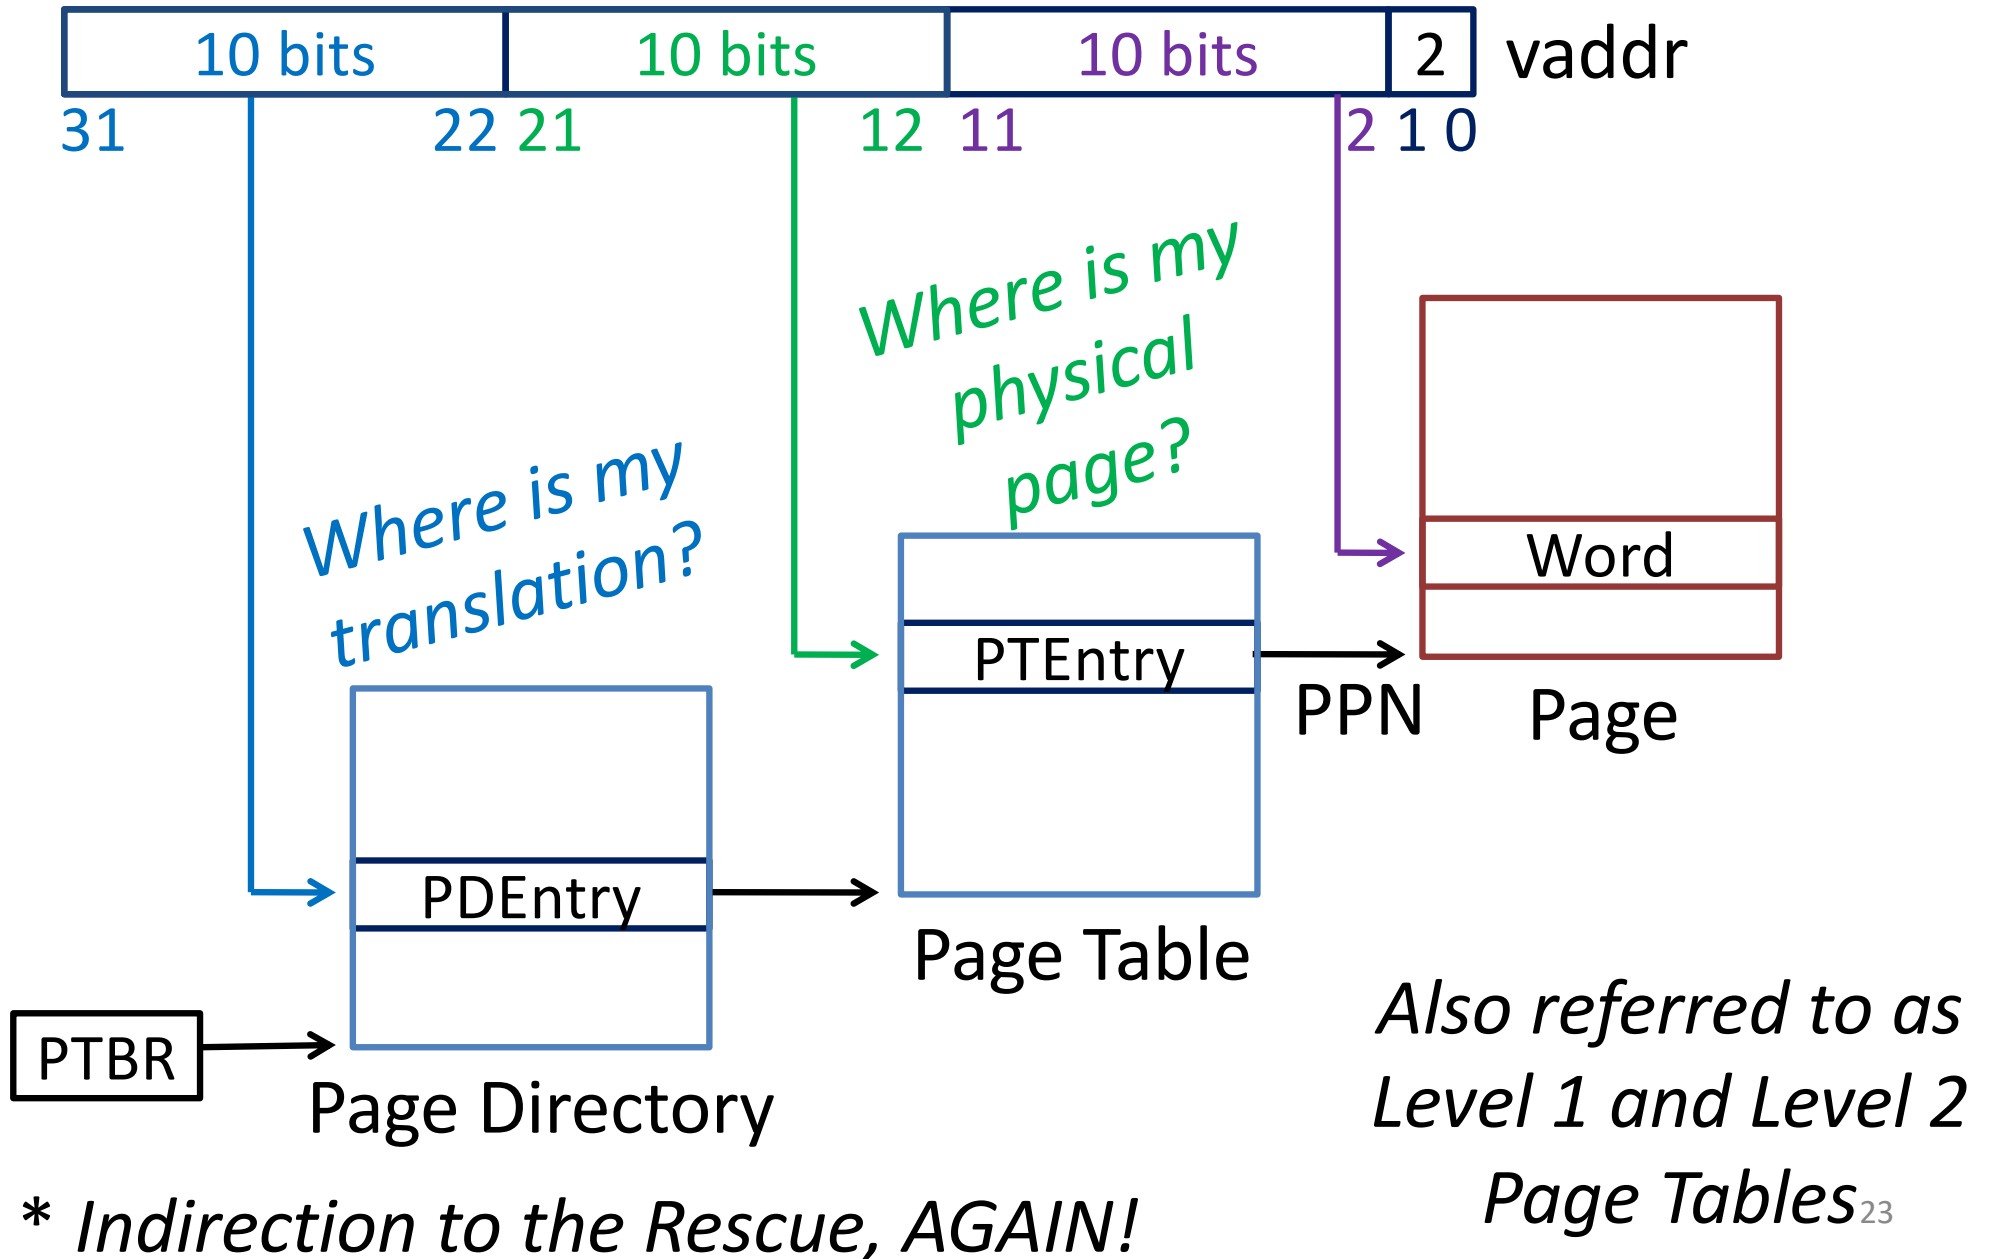 10 bits 10 bits 10 bits 2 vaddr
31 22 21 12 11 2 1 0
Where is my
physical
page?
Where is my
translation?
Word
PTEntry
PPN
Page
PDEntry
Page Table
PTBR
Page Directory
Also referred to as
Level 1 and Level 2
Page Tables
23
* Indirection to the Rescue, AGAIN!